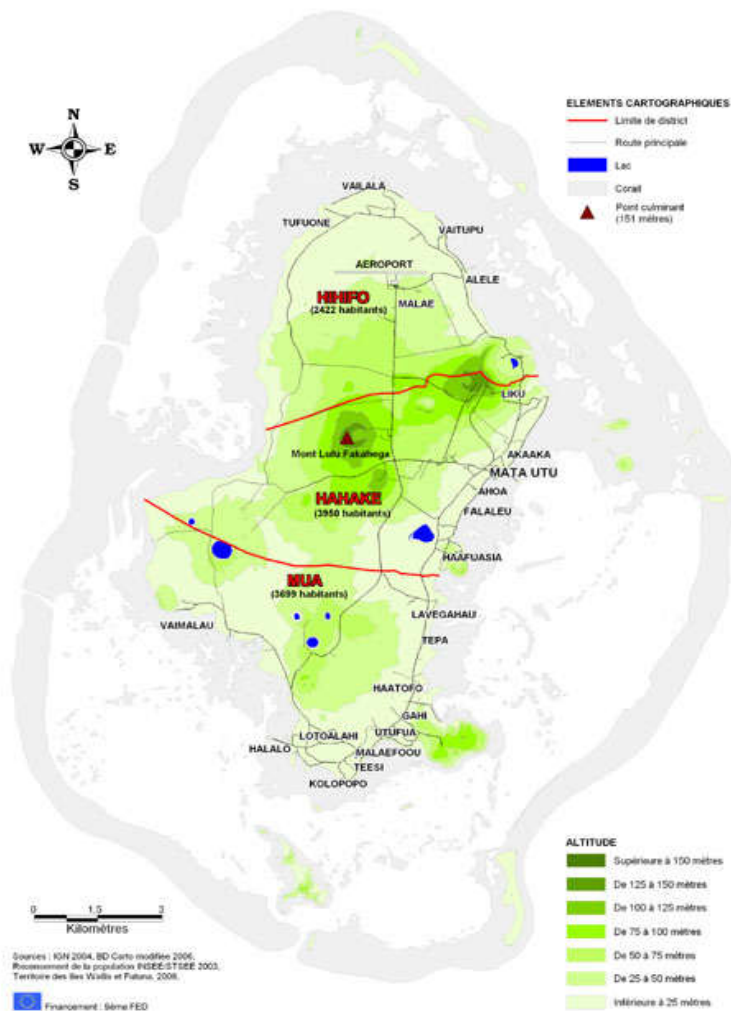 ELEMENTS CARTOGRAPHIQUES
Limite de district
Route principale
Lac
Corail
Point culminant
(151 mètres)
N
W
E
S
VAILALA
TUFUONE
VAITUPU
AEROPORT
ALELE
HIHIFO
(2422 habitants)
MALAE
LIKU
Mont Lulu Fakahega
AKAAKA
MATA UTU
HAHAKE
(3950 habitants)
AHOA
FALALEU
HAAFUASIA
MUA
(3699 habitants)
LAVEGAHAU
VAIMALAU
TEPA
HAATOFO
GAHI
LOTOALAHI
UTUFUA
HALALO
MALAEFOOU
TEESI
KOLOPOPO
ALTITUDE
Supérieure à 150 mètres
De 125 à 150 mètres
De 100 à 125 mètres
De 75 à 100 mètres
De 50 à 75 mètres
De 25 à 50 mètres
Inférieure à 25 mètres
0 1,5 3
Kilomètres
Sources : IGN 2004, BD Carto modifiée 2006,
Recensement de la population INSEE/STSEE 2003,
Territoire des Iles Wallis et Futuna, 2006.
Financement : 9ème FED